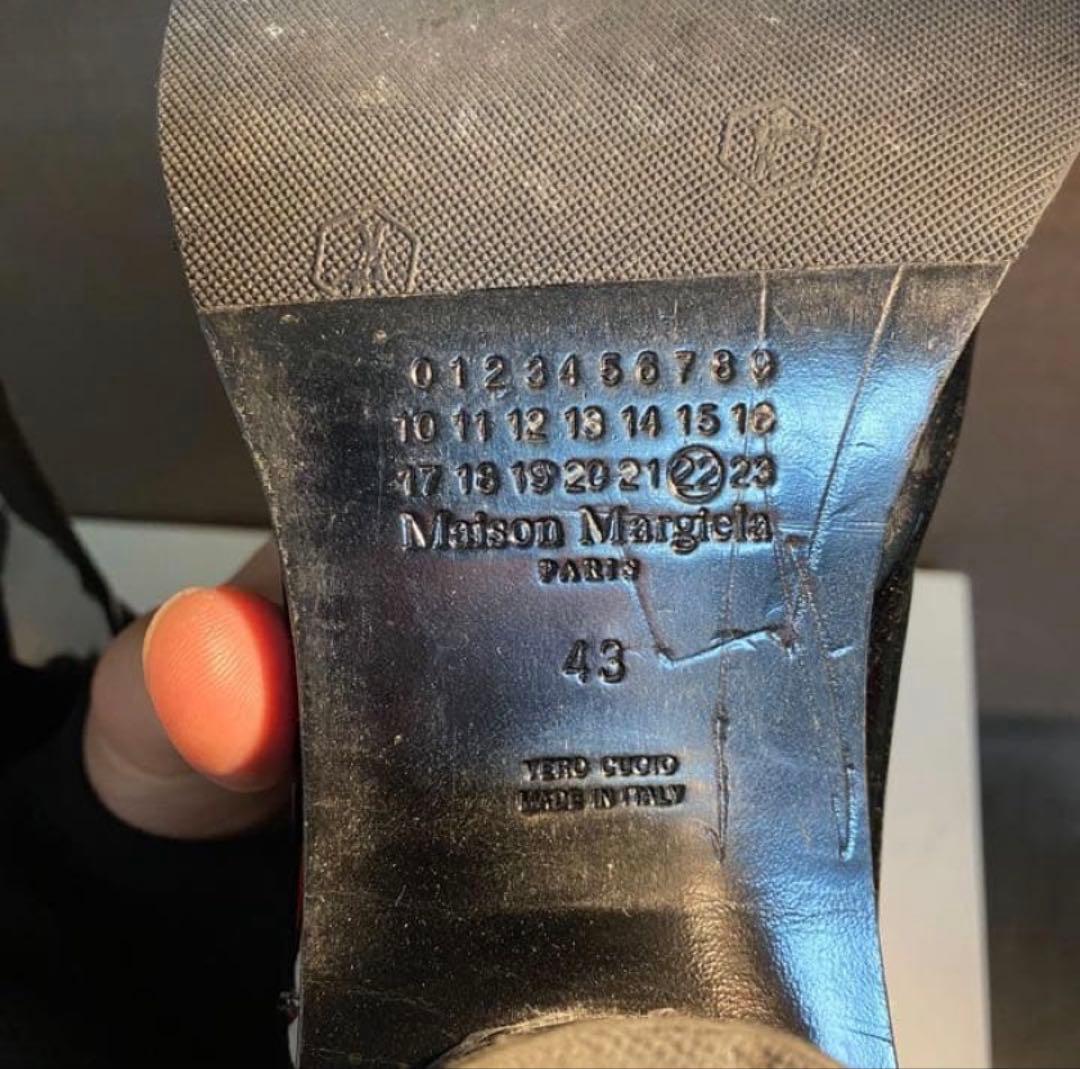 0 1 2 3 4 5 6 7 8 9
10 11 12 13 14 15 16
17 18 19 20 21 22 23
Maison Margiela
PARIS
43
VERO CUOIO
MADE IN ITALY